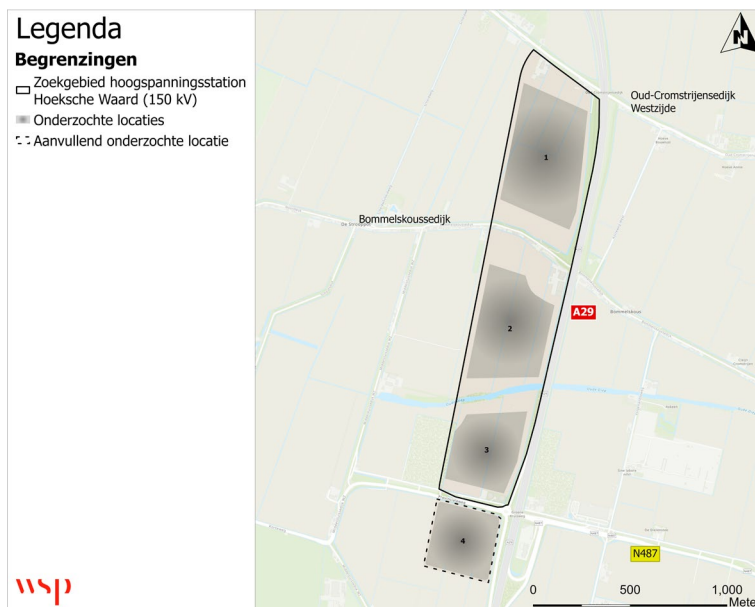 Legenda
Begrenzingen
Zoekgebied hoogspanningsstation
Hoeksche Waard (150 kV)
Onderzochte locaties
Aanvullend onderzochte locatie
N
Oud-Cromstrijensedijk
Westzijde
1
Bommelskoussedijk
A29
Bommelskous
2
3
4
N487
wsp
0 500 1,000
Mete